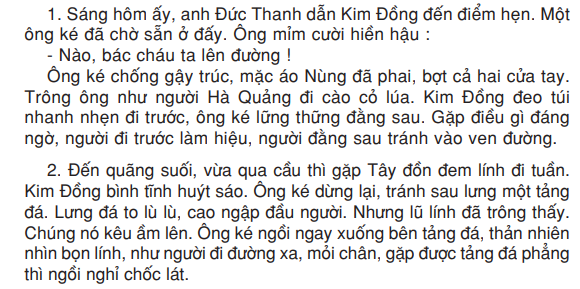 1. Sáng hôm ấy, anh Đức Thanh dẫn Kim Đồng đến điểm hẹn. Một
ông ké đã chờ sẵn ở đấy. Ông mỉm cười hiền hậu :
- Nào, bác cháu ta lên đường !
Ông ké chống gậy trúc, mặc áo Nùng đã phai, bợt cả hai cửa tay.
Trông ông như người Hà Quảng đi cào cỏ lúa. Kim Đồng đeo túi
nhanh nhẹn đi trước, ông ké lững thững đằng sau. Gặp điều gì đáng
ngờ, người đi trước làm hiệu, người đằng sau tránh vào ven đường.
2. Đến quãng suối, vừa qua cầu thì gặp Tây đồn đem lính đi tuần.
Kim Đồng bình tĩnh huýt sáo. Ông ké dừng lại, tránh sau lưng một tảng
đá. Lưng đá to lù lù, cao ngập đầu người. Nhưng lũ lính đã trông thấy.
Chúng nó kêu ầm lên. Ông ké ngồi ngay xuống bên tảng đá, thản nhiên
nhìn bọn lính, như người đi đường xa, mỏi chân, gặp được tảng đá phẳng
thì ngồi nghỉ chốc lát.